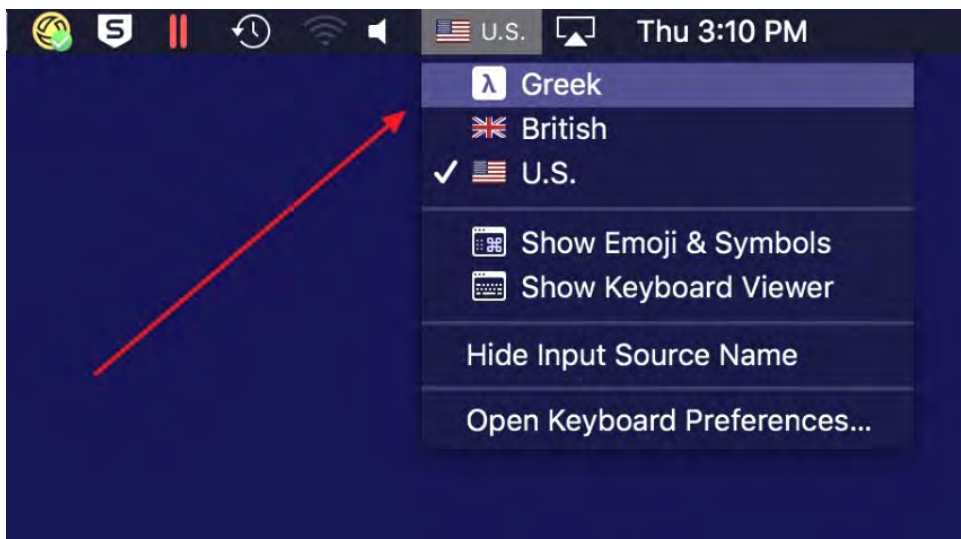 U.S. Thu 3:10 PM
λ Greek
British
✓ U.S.
Show Emoji & Symbols
Show Keyboard Viewer
Hide Input Source Name
Open Keyboard Preferences...